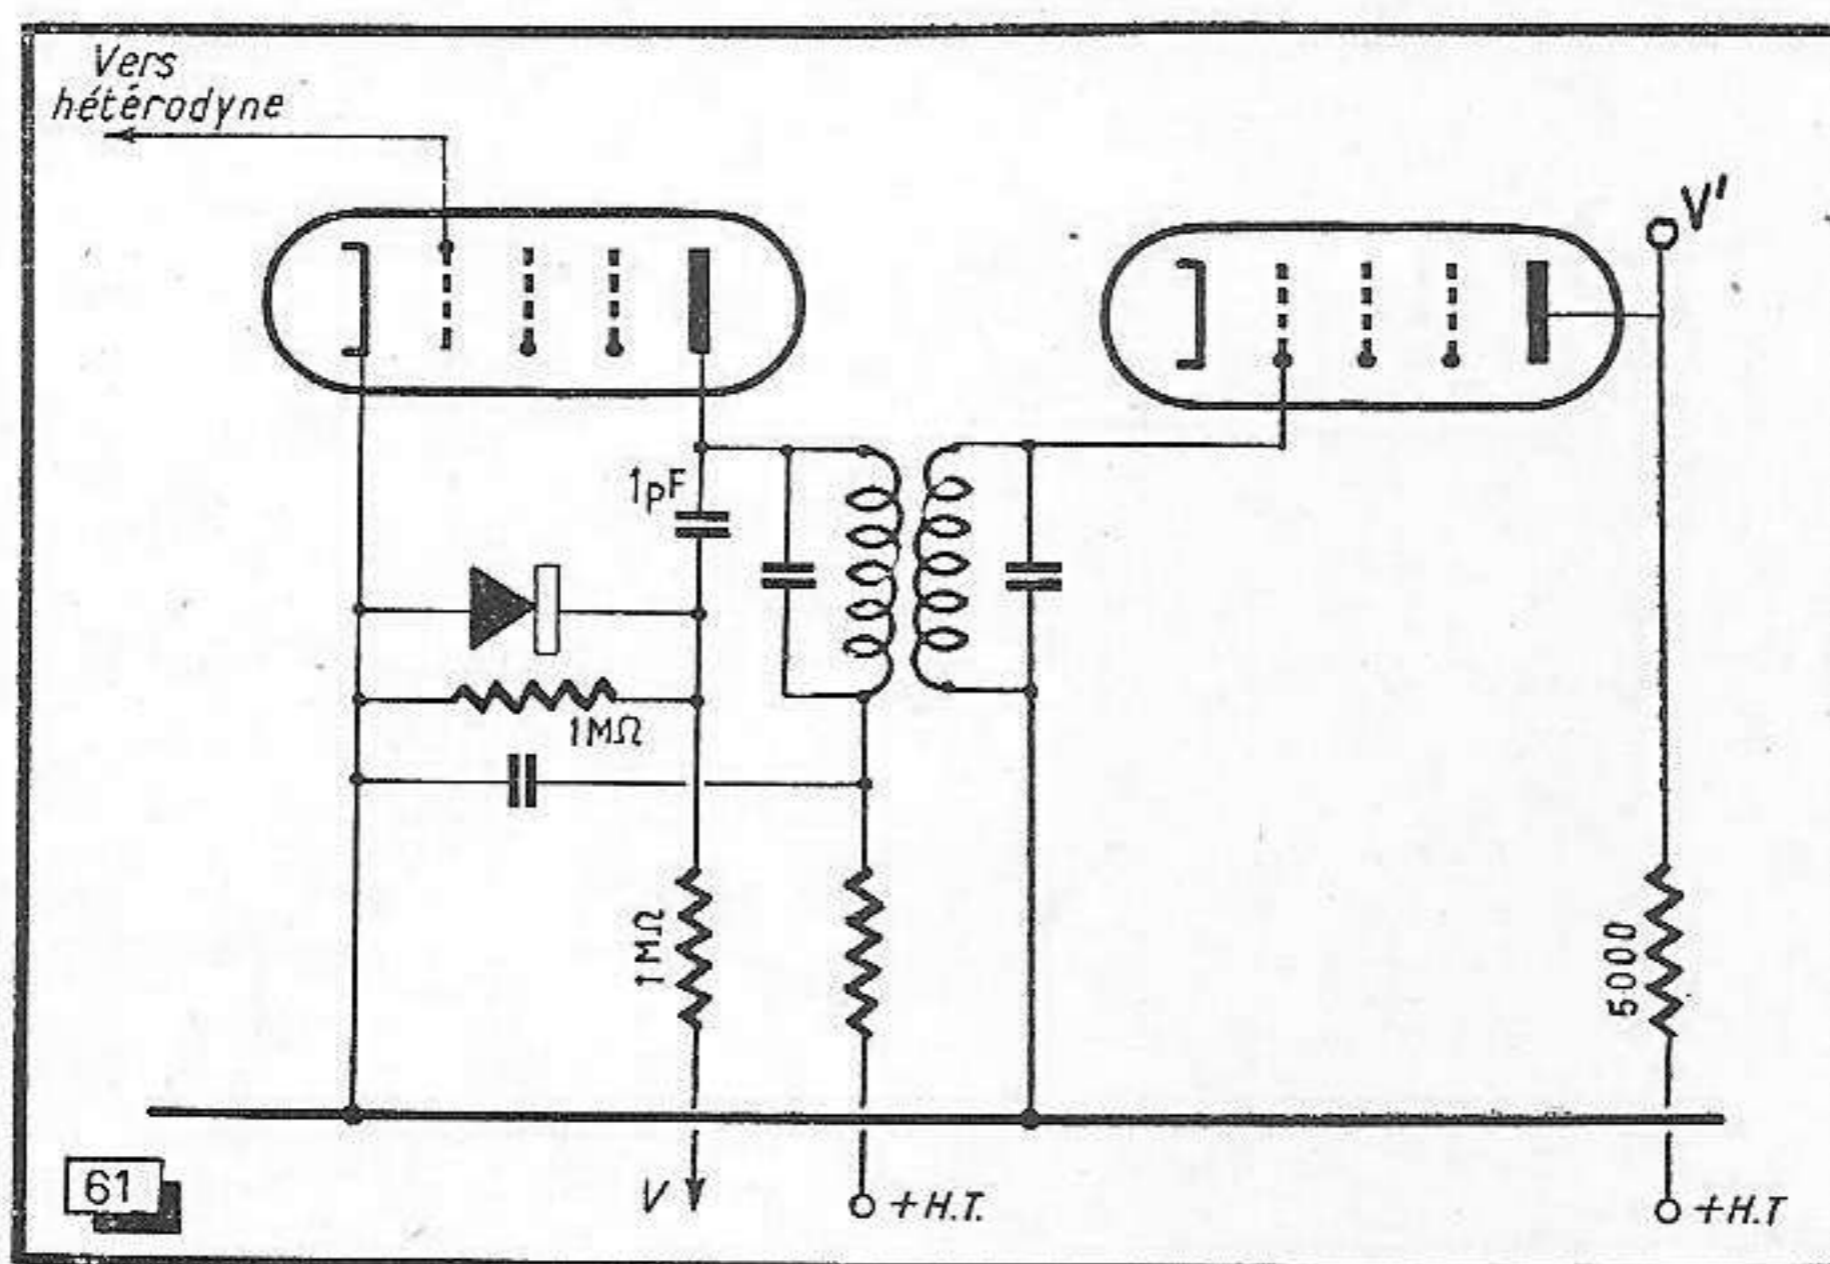 Vers
hétérodyne
V'
1pF
1MΩ
1MΩ
5000
61
V
+H.T.
+H.T